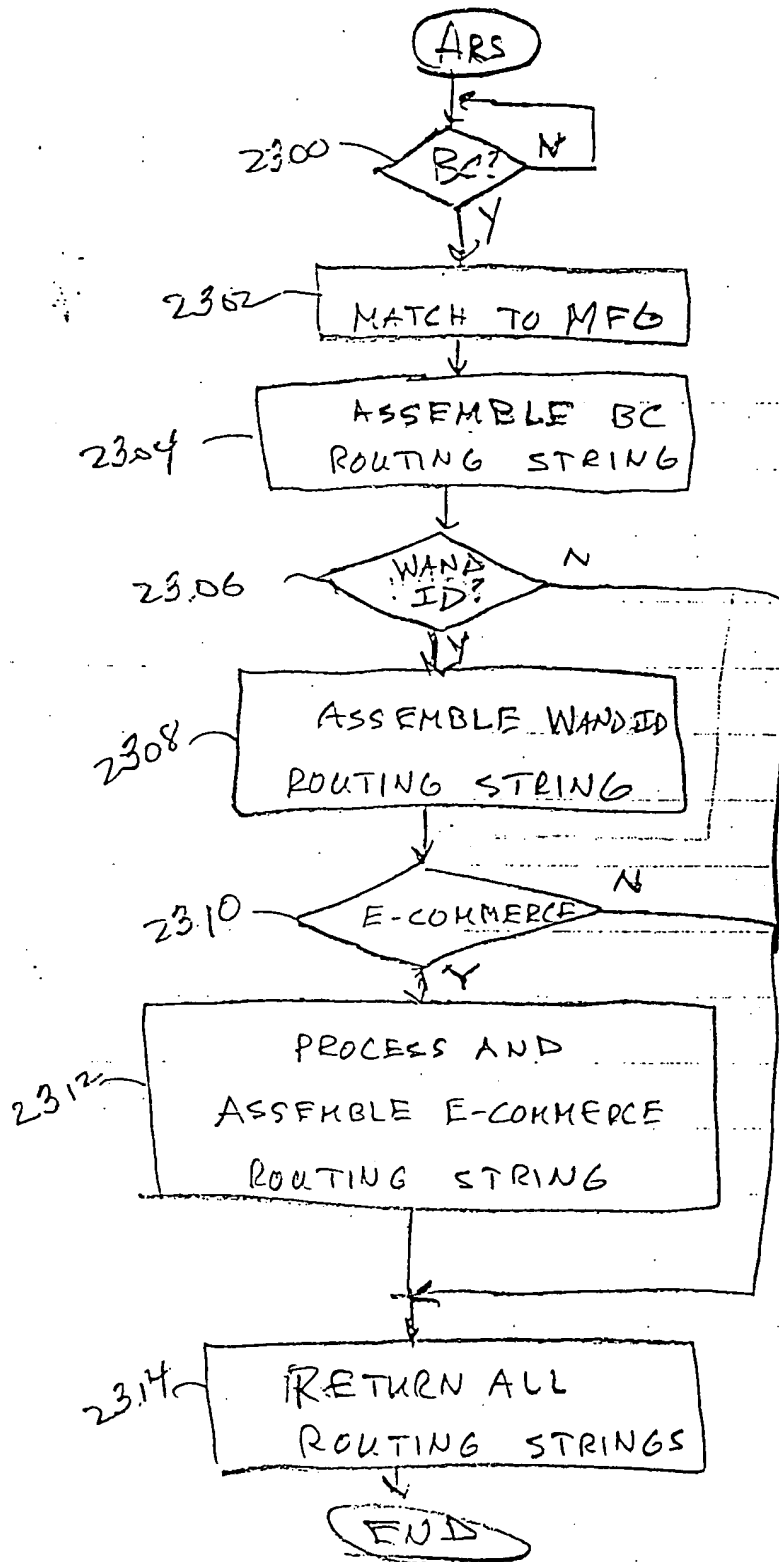 ARS
2300
BC?
N
Y
2302
MATCH TO MFG
2304
ASSEMBLE BC
ROUTING STRING
2306
WAND
ID?
N
Y
2308
ASSEMBLE WAND ID
ROUTING STRING
2310
E-COMMERCE
N
Y
2312
PROCESS AND
ASSEMBLE E-COMMERCE
ROUTING STRING
2314
RETURN ALL
ROUTING STRINGS
END